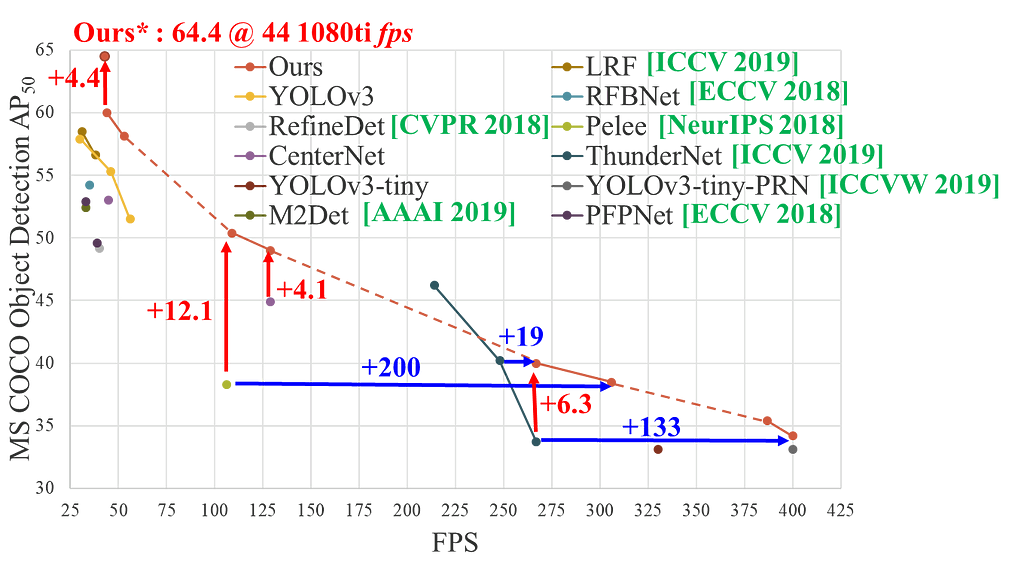 Ours* : 64.4 @ 44 1080ti fps
MS COCO Object Detection AP50
65
60
55
50
45
40
35
30
+4.4
Ours
LRF [ICCV 2019]
YOLOv3
RFBNet [ECCV 2018]
RefineDet [CVPR 2018]
Pelee [NeurIPS 2018]
CenterNet
ThunderNet [ICCV 2019]
YOLOv3-tiny
YOLOv3-tiny-PRN [ICCVW 2019]
M2Det [AAAI 2019]
PFPNet [ECCV 2018]
+12.1
+4.1
+19
+200
+6.3
+133
25 50 75 100 125 150 175 200 225 250 275 300 325 350 375 400 425
FPS